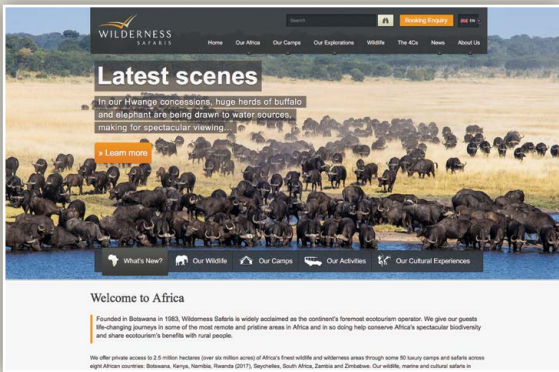 WILDERNESS
SAFARIS
Search
Booking Enquiry
EN
Home Our Africa Our Camps Our Explorations Wildlife The 4Cs News About Us
Latest scenes
In our Hwange concessions, huge herds of buffalo
and elephant are being drawn to water sources,
making for spectacular viewing...
» Learn more
What's New? Our Wildlife Our Camps Our Activities Our Cultural Experiences
Welcome to Africa
Founded in Botswana in 1983, Wilderness Safaris is widely acclaimed as the continent's foremost ecotourism operator. We give our guests
life-changing journeys in some of the most remote and pristine areas in Africa and in so doing help conserve Africa's spectacular biodiversity
and share ecotourism's benefits with rural people.
We offer private access to 2.5 million hectares (over six million acres) of Africa's finest wildlife and wilderness areas through some 50 luxury camps and safaris across
eight African countries: Botswana, Kenya, Namibia, Rwanda (2017), Seychelles, South Africa, Zambia and Zimbabwe. Our wildlife, marine and cultural safaris in